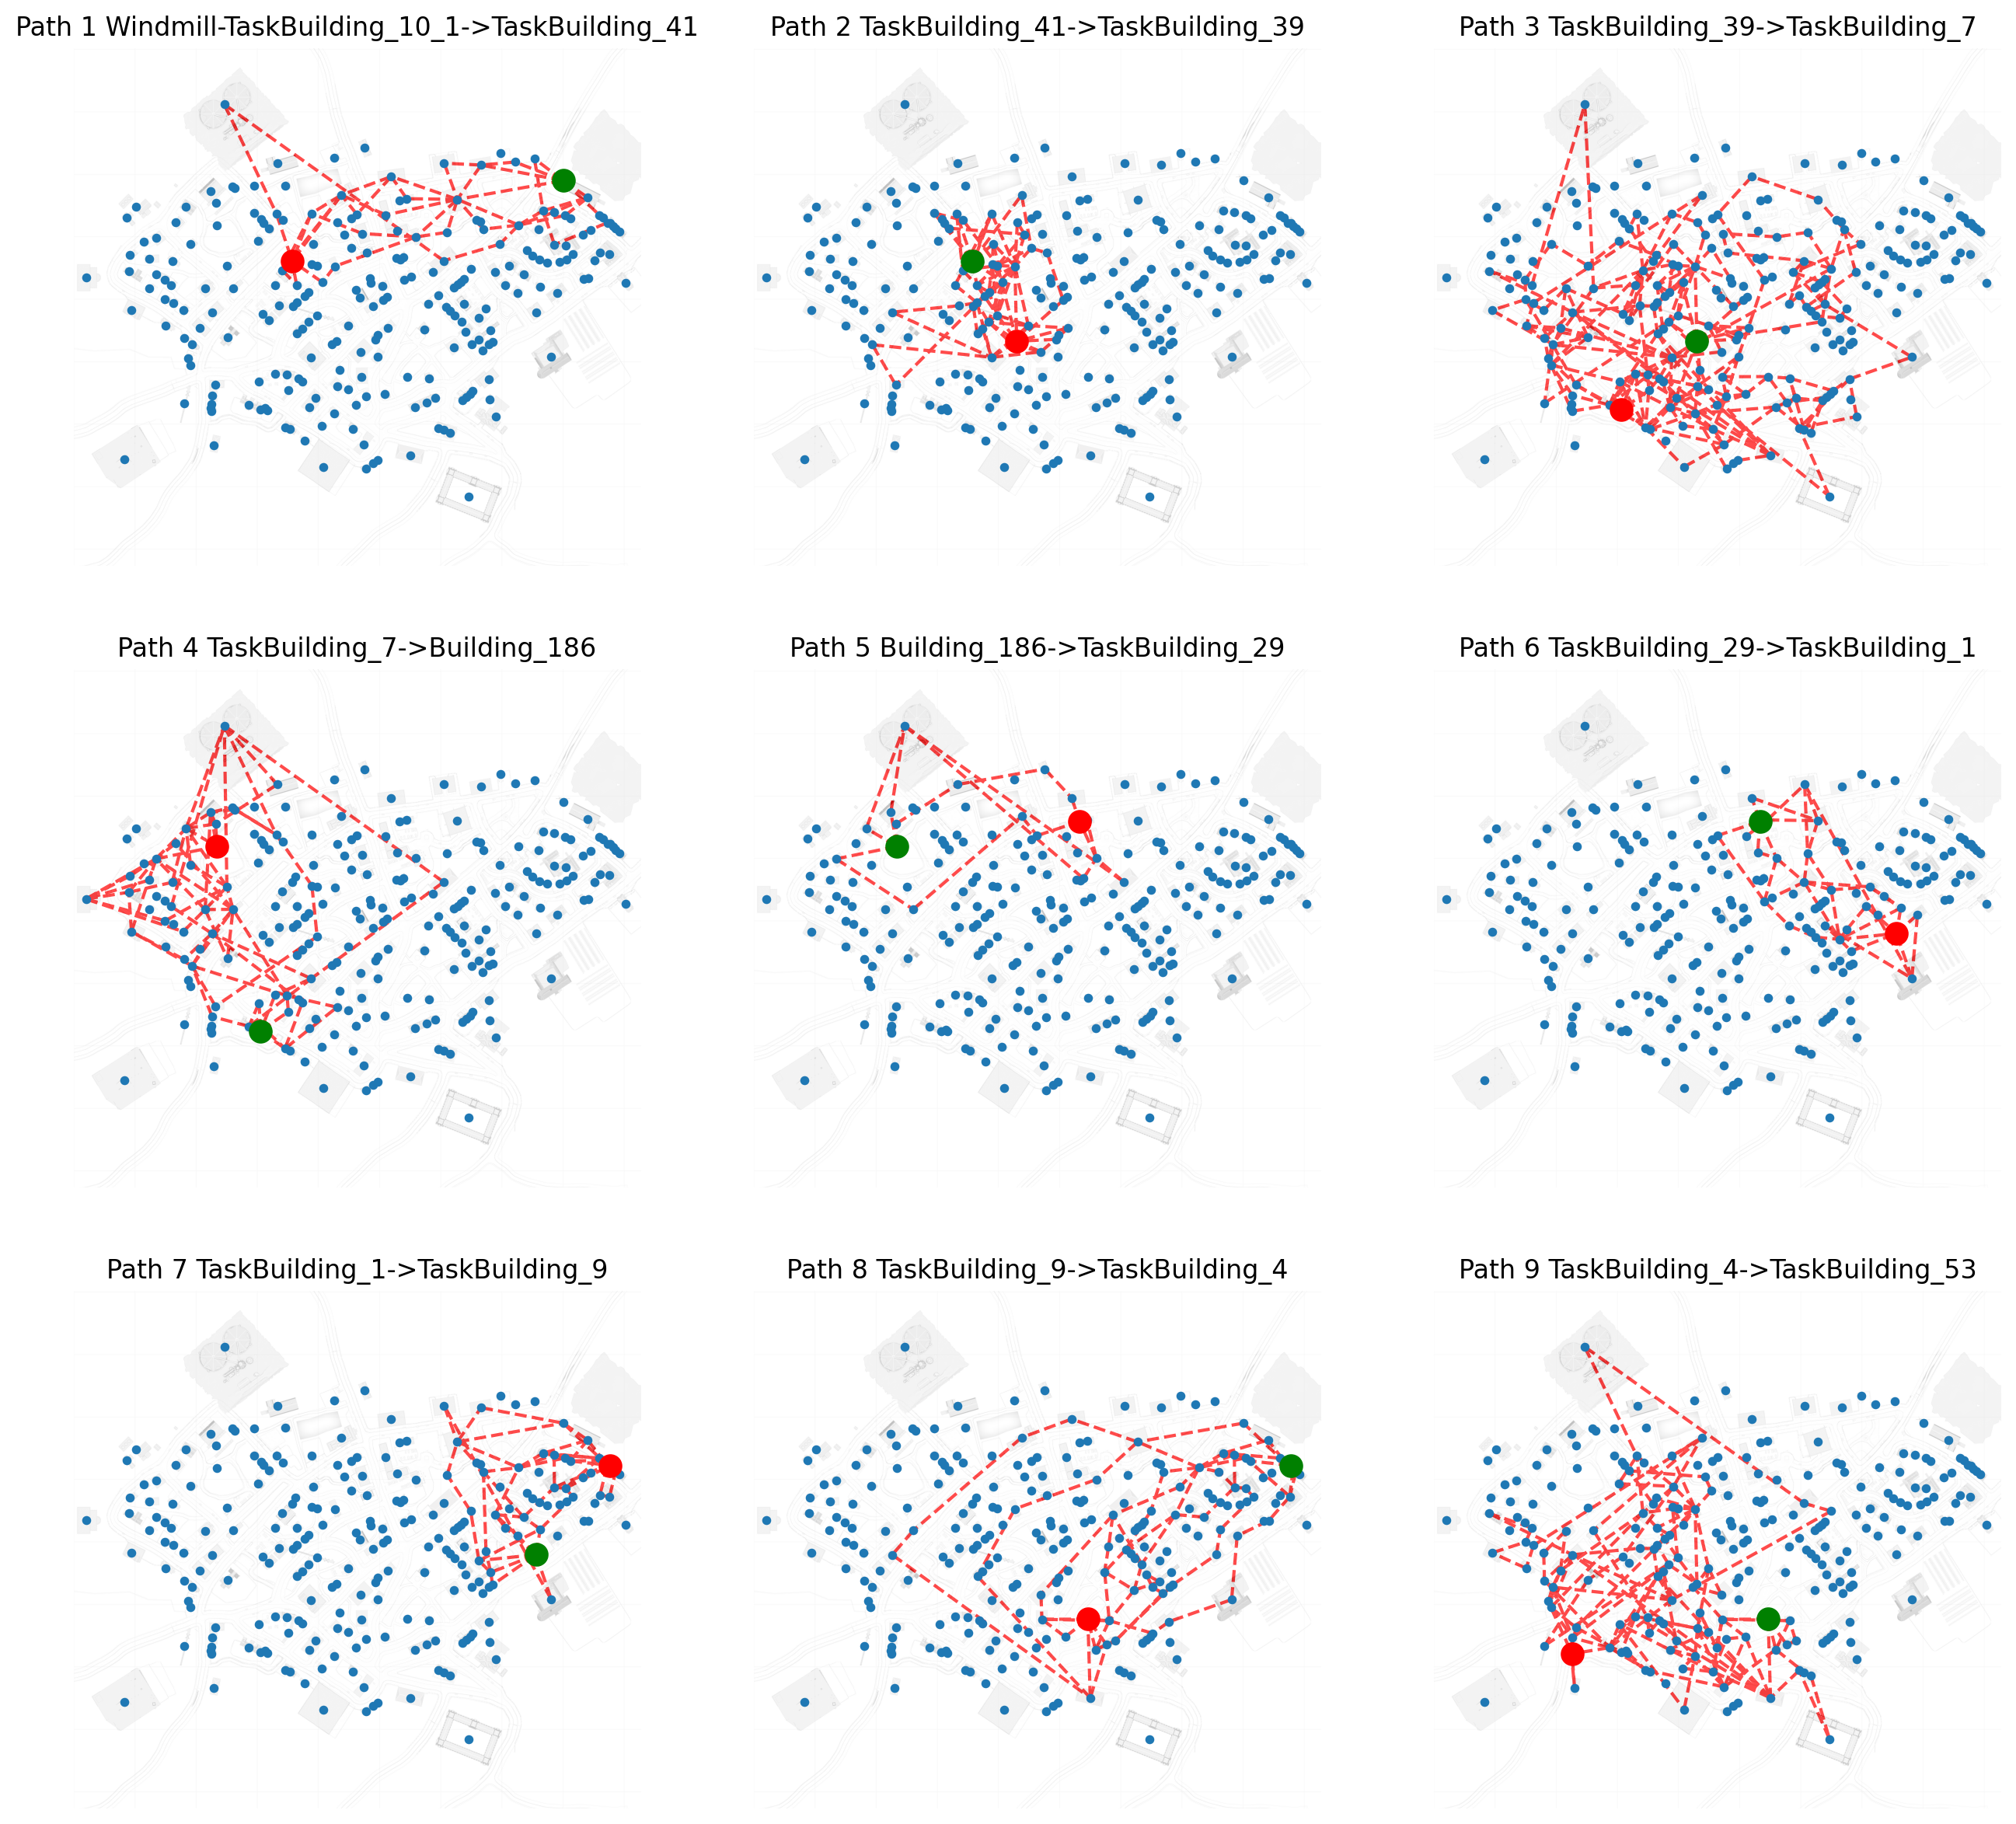 Path 1 Windmill-TaskBuilding_10_1->TaskBuilding_41
Path 2 TaskBuilding_41->TaskBuilding_39
Path 3 TaskBuilding_39->TaskBuilding_7
Path 4 TaskBuilding_7->Building_186
Path 5 Building_186->TaskBuilding_29
Path 6 TaskBuilding_29->TaskBuilding_1
Path 7 TaskBuilding_1->TaskBuilding_9
Path 8 TaskBuilding_9->TaskBuilding_4
Path 9 TaskBuilding_4->TaskBuilding_53